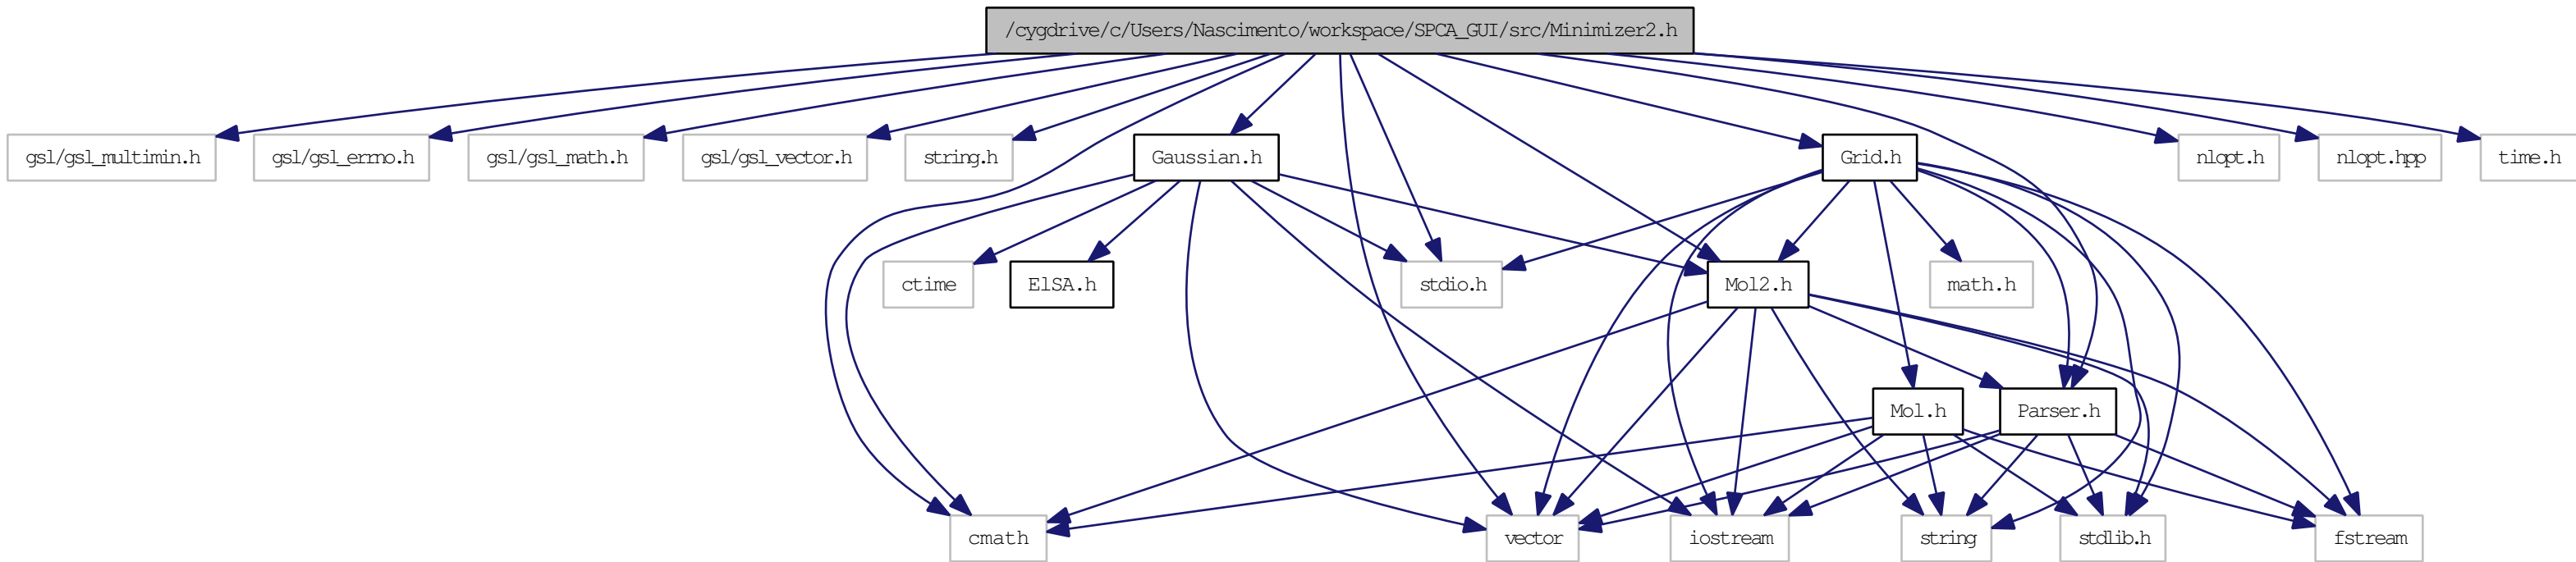 /cygdrive/c/Users/Nascimento/workspace/SPCA_GUI/src/Minimizer2.h
gsl/gsl_multimin.h
gsl/gsl_errno.h
gsl/gsl_math.h
gsl/gsl_vector.h
string.h
Gaussian.h
Grid.h
nlopt.h
nlopt.hpp
time.h
ctime
ElSA.h
stdio.h
Mol2.h
math.h
Mol.h
Parser.h
cmath
vector
iostream
string
stdlib.h
fstream